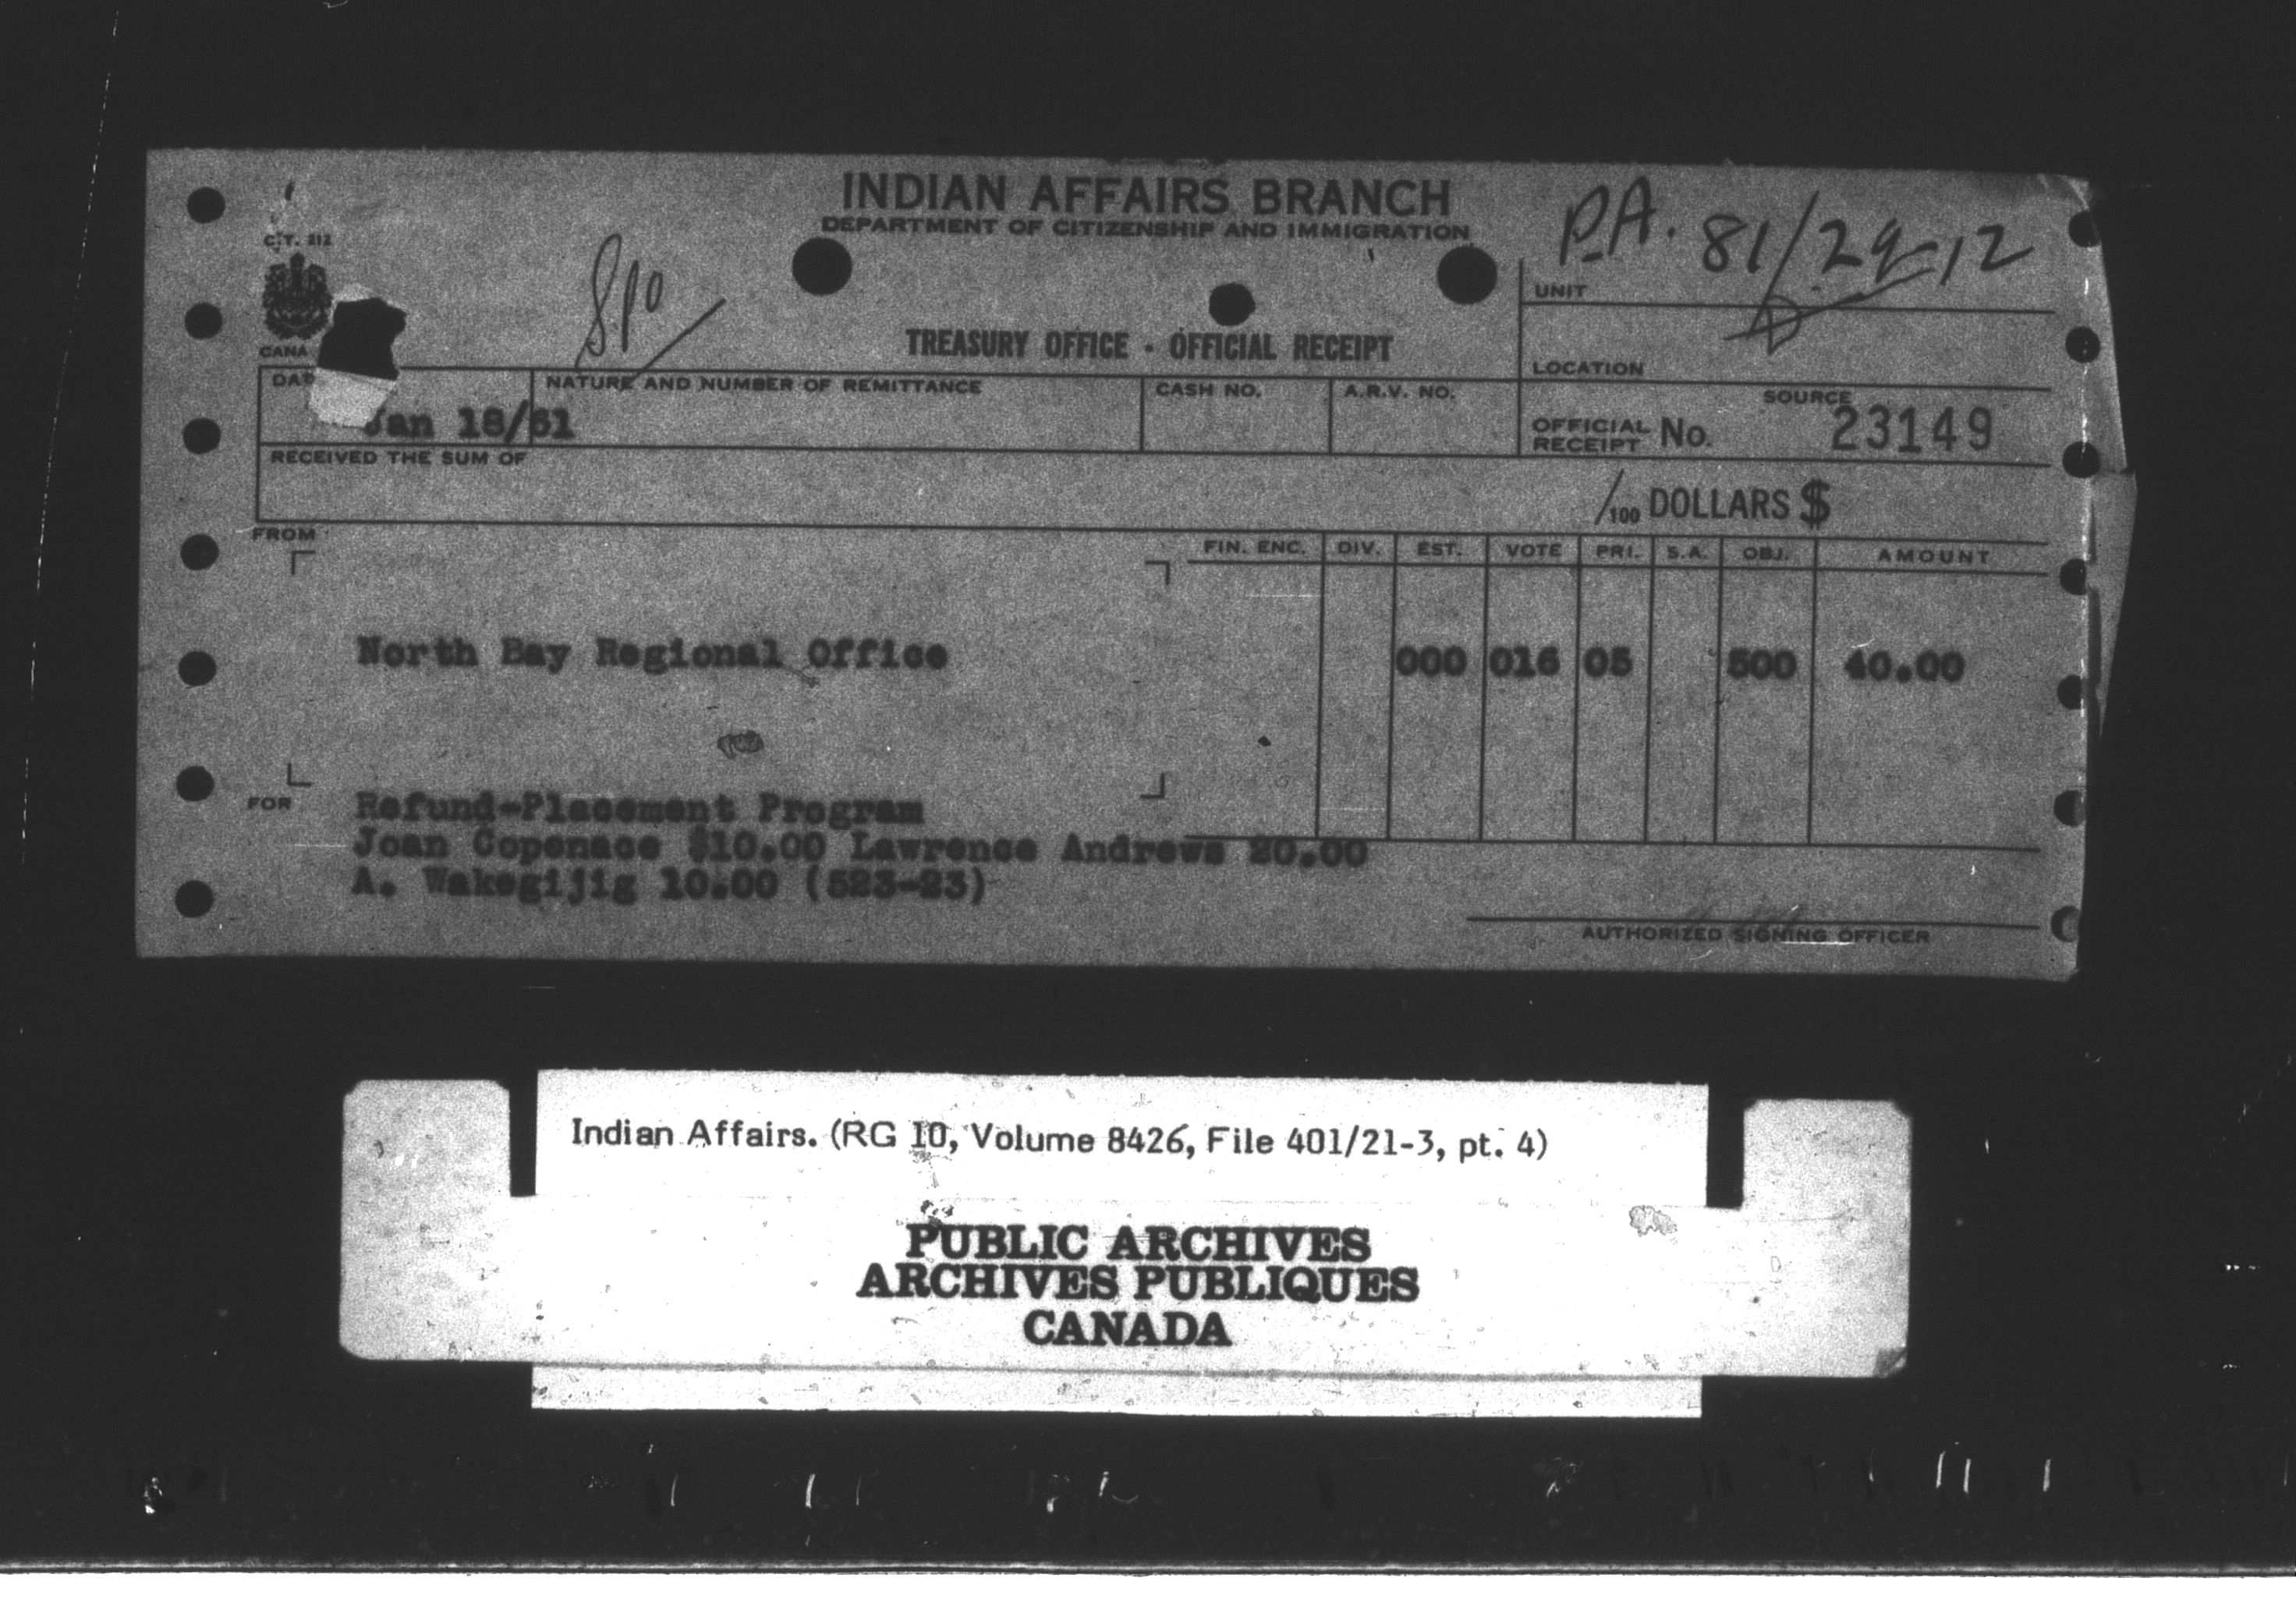 INDIAN AFFAIRS BRANCH
DEPARTMENT OF CITIZENSHIP AND IMMIGRATION
P.A. 81/29-12
C.T. 212
UNIT
CANA
TREASURY OFFICE - OFFICIAL RECEIPT
LOCATION
DAT
NATURE AND NUMBER OF REMITTANCE
CASH NO.
A.R.V. NO.
SOURCE
Jan 18/61
OFFICIAL RECEIPT No. 23149
RECEIVED THE SUM OF
/100 DOLLARS $
FROM
FIN. ENC. DIV. EST. VOTE PRI. S.A. OBJ. AMOUNT
North Bay Regional Office 000 016 05 500 40.00
FOR Refund-Placement Program
Joan Copenace $10.00 Lawrence Andrews 20.00
A. Wakegijig 10.00 (523-23)
AUTHORIZED SIGNING OFFICER
Indian Affairs. (RG 10, Volume 8426, File 401/21-3, pt. 4)
PUBLIC ARCHIVES
ARCHIVES PUBLIQUES
CANADA